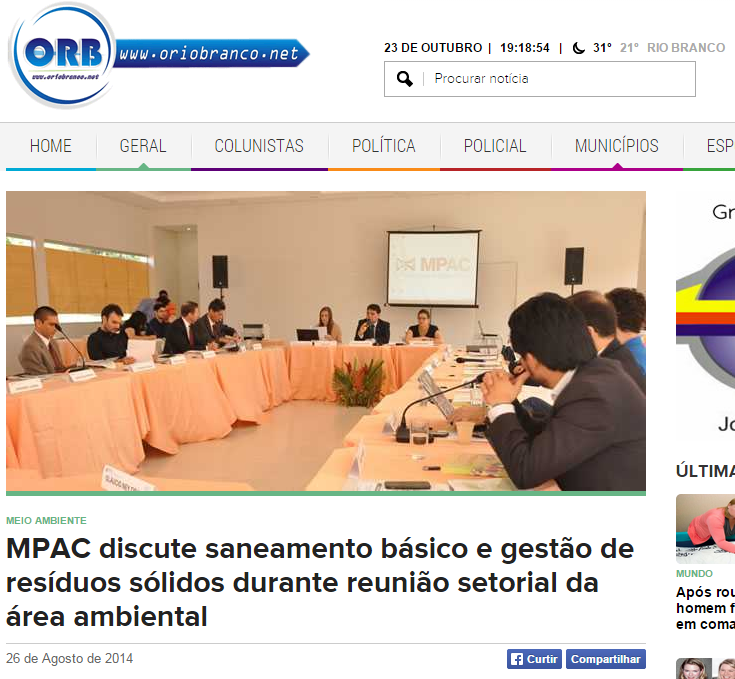 ORB
www.oriobranco.net
www.oriobranco.net
23 DE OUTUBRO | 19:18:54 | 31° 21° RIO BRANCO
Procurar notícia
HOME GERAL COLUNISTAS POLÍTICA POLICIAL MUNICÍPIOS ESP
MPAC
Gr
Jo
MEIO AMBIENTE
MPAC discute saneamento básico e gestão de
resíduos sólidos durante reunião setorial da
área ambiental
26 de Agosto de 2014
Curtir Compartilhar
ÚLTIMA
MUNDO
Após rou
homem f
em coma